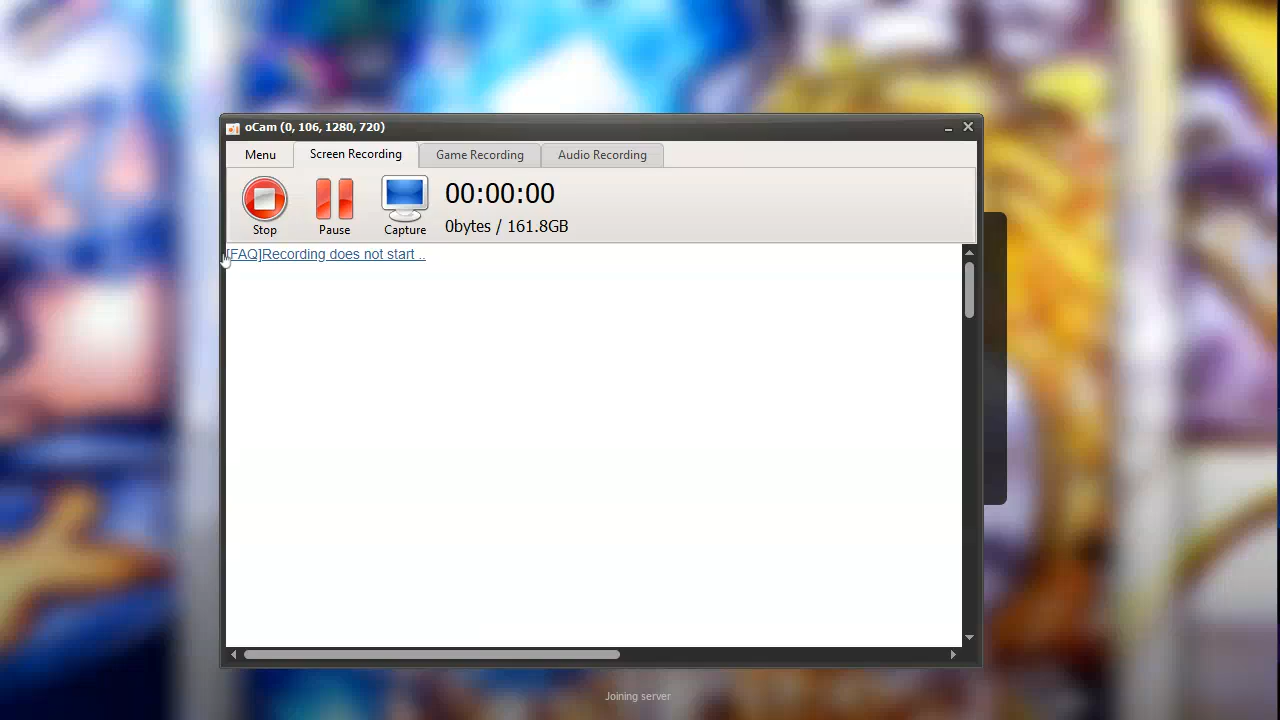 oCam (0, 106, 1280, 720)
Menu
Screen Recording
Game Recording
Audio Recording
00:00:00
Stop
Pause
Capture
0bytes / 161.8GB
[FAQ]Recording does not start ..
Joining server